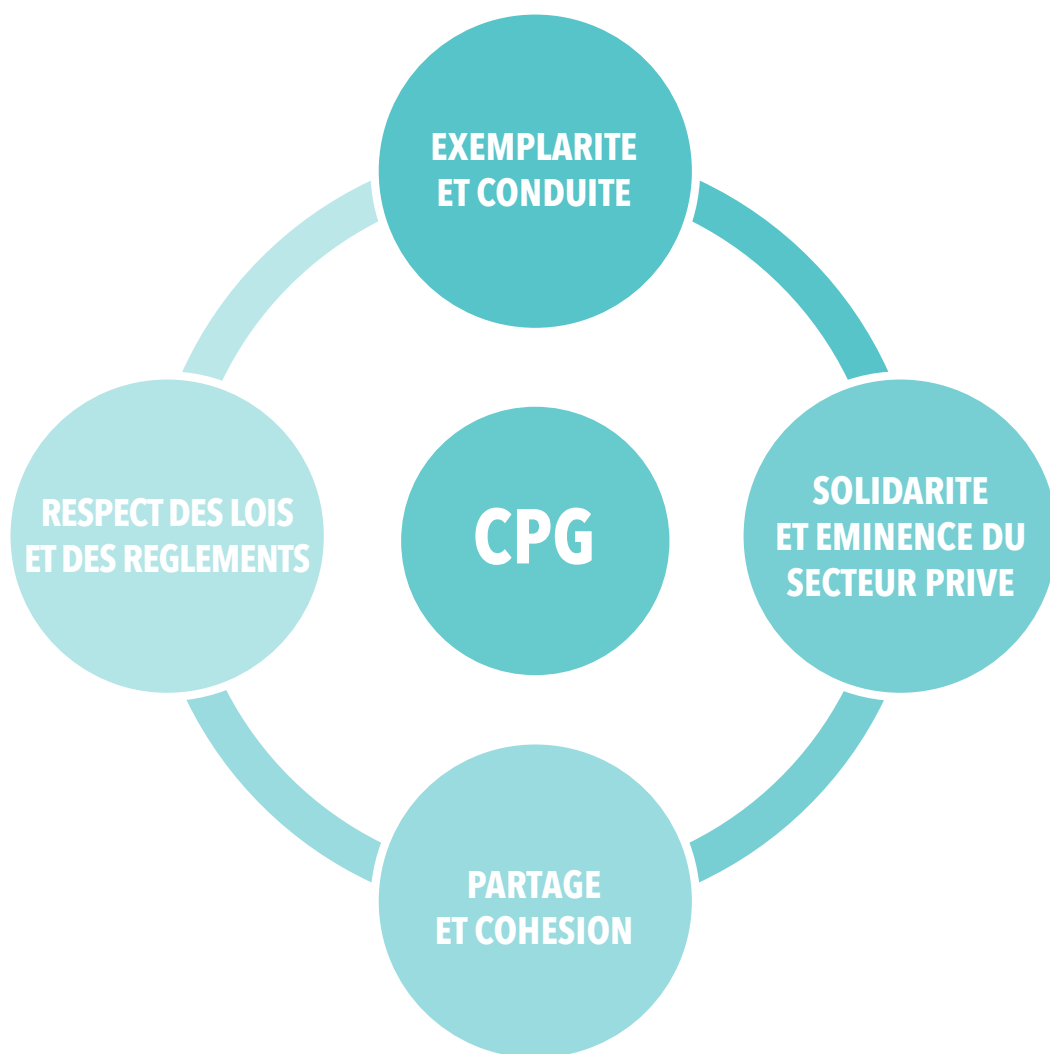 EXEMPLARITE
ET CONDUITE
RESPECT DES LOIS
ET DES REGLEMENTS
CPG
SOLIDARITE
ET EMINENCE DU
SECTEUR PRIVE
PARTAGE
ET COHESION